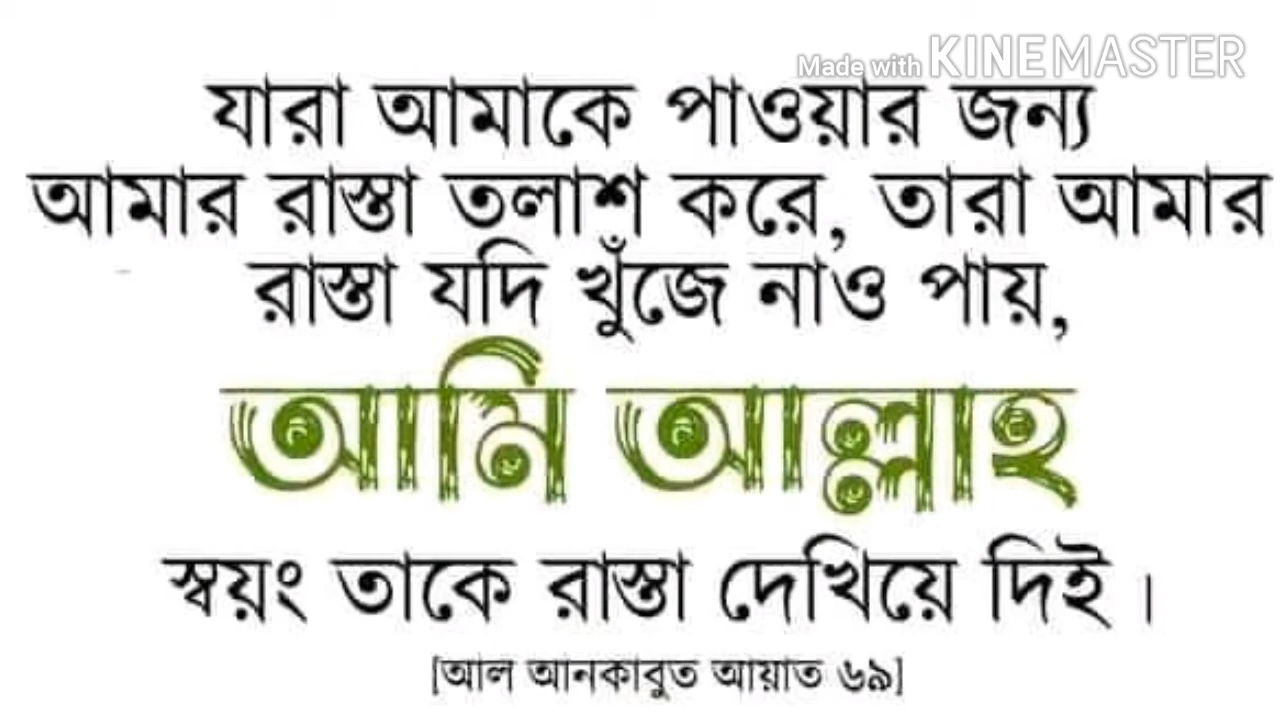 Made with KINEMASTER
যারা আমাকে পাওয়ার জন্য
আমার রাস্তা তলাশ করে, তারা আমার
রাস্তা যদি খুঁজে নাও পায়,
আমি আল্লাহ
স্বয়ং তাকে রাস্তা দেখিয়ে দিই।
[আল আনকাবুত আয়াত ৬৯]